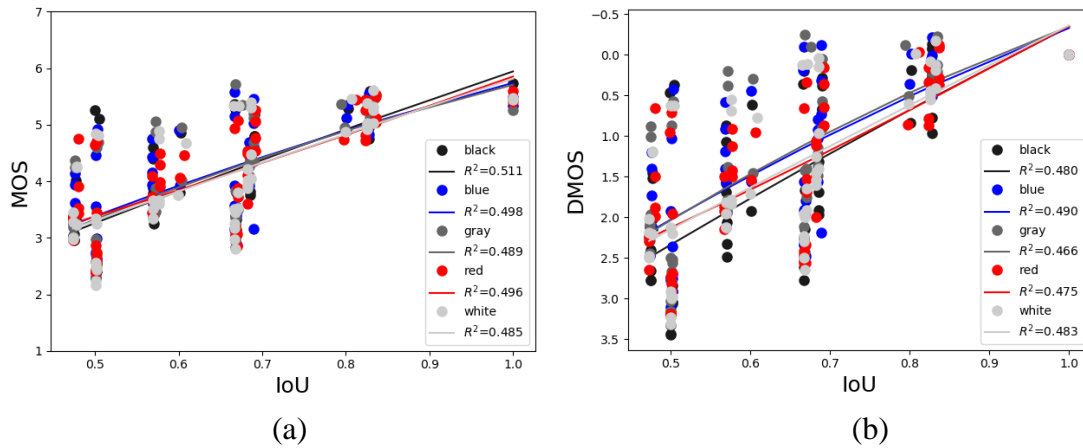 7
6
5
4
3
2
1
MOS
black
R²=0.511
blue
R²=0.498
gray
R²=0.489
red
R²=0.496
white
R²=0.485
0.5 0.6 0.7 0.8 0.9 1.0
IoU
(a)
−0.5
0.0
0.5
1.0
1.5
2.0
2.5
3.0
3.5
DMOS
black
R²=0.480
blue
R²=0.490
gray
R²=0.466
red
R²=0.475
white
R²=0.483
0.5 0.6 0.7 0.8 0.9 1.0
IoU
(b)